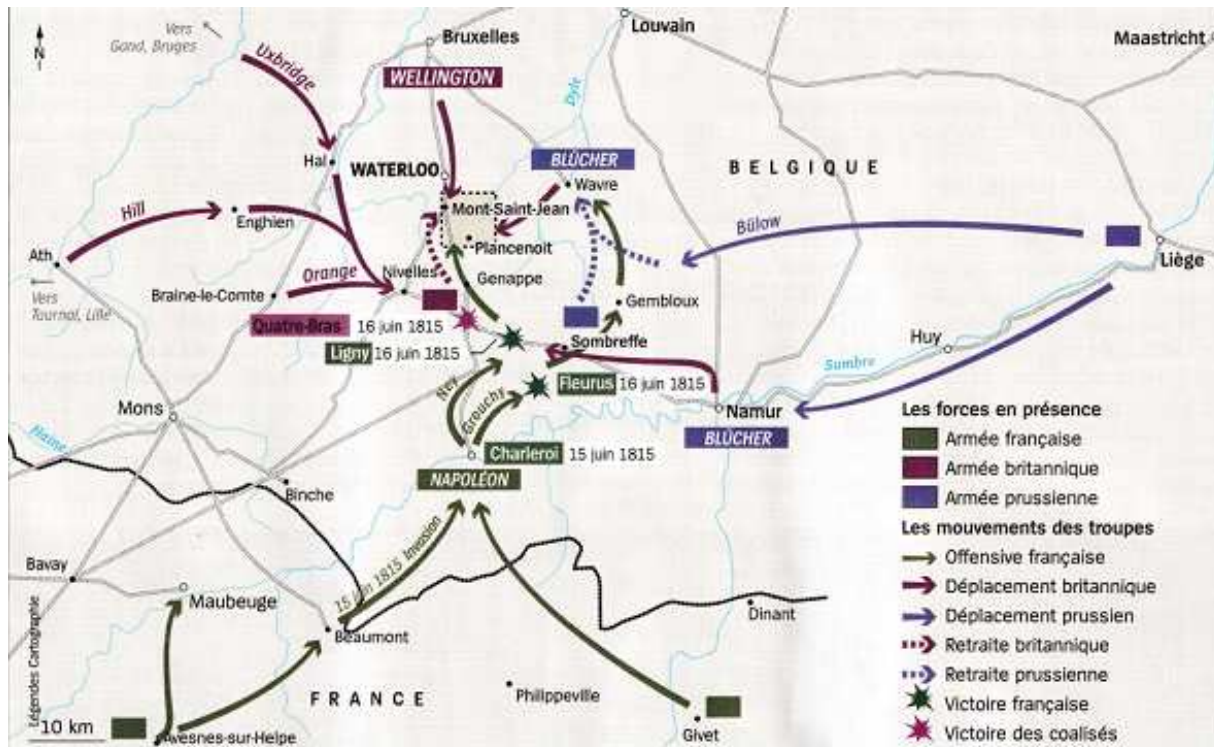 N
Vers
Gand, Bruges
Uxbridge
Bruxelles
WELLINGTON
Louvain
Maastricht
Dyle
Hal
WATERLOO
BLÜCHER
Wavre
BELGIQUE
Hill
Enghien
Mont-Saint-Jean
Plancenoit
Bülow
Liège
Ath
Vers
Tournai, Lille
Orange
Nivelles
Genappe
Braine-le-Comte
Gembloux
Quatre-Bras 16 juin 1815
Ligny 16 juin 1815
Sombreffe
Huy
Sambre
Ney
Grouchy
Fleurus 16 juin 1815
Namur
BLÜCHER
Mons
Haine
Charleroi 15 juin 1815
NAPOLÉON
Binche
15 juin 1815 Invasion
Bavay
Maubeuge
Beaumont
Dinant
FRANCE
Philippeville
Givet
Avesnes-sur-Helpe
10 km
Légendes Cartographie
Les forces en présence
Armée française
Armée britannique
Armée prussienne
Les mouvements des troupes
Offensive française
Déplacement britannique
Déplacement prussien
Retraite britannique
Retraite prussienne
Victoire française
Victoire des coalisés